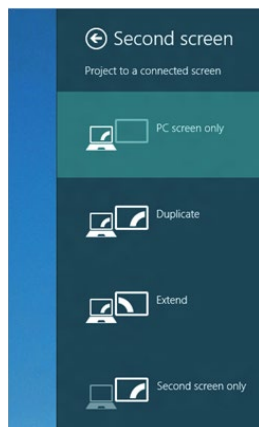 Second screen
Project to a connected screen
PC screen only
Duplicate
Extend
Second screen only